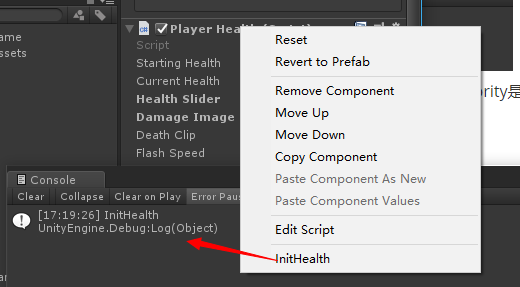 Player Health (Script)
Script
Starting Health
Current Health
Health Slider
Damage Image
Death Clip
Flash Speed
Reset
Revert to Prefab
Remove Component
Move Up
Move Down
Copy Component
Paste Component As New
Paste Component Values
Edit Script
InitHealth
ame
ssets
ority是
Console
Clear
Collapse
Clear on Play
Error Paus
[17:19:26] InitHealth
UnityEngine.Debug:Log(Object)